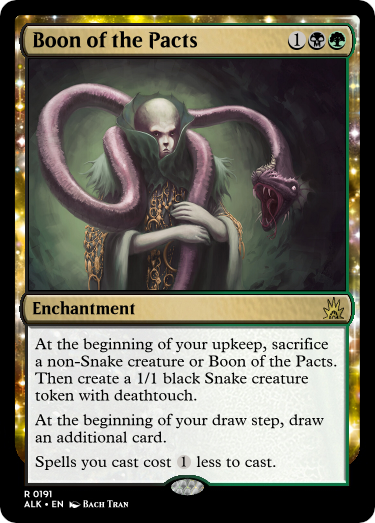 Boon of the Pacts 1
Enchantment
At the beginning of your upkeep, sacrifice
a non-Snake creature or Boon of the Pacts.
Then create a 1/1 black Snake creature
token with deathtouch.
At the beginning of your draw step, draw
an additional card.
Spells you cast cost 1 less to cast.
R 0191
ALK • EN Bach Tran